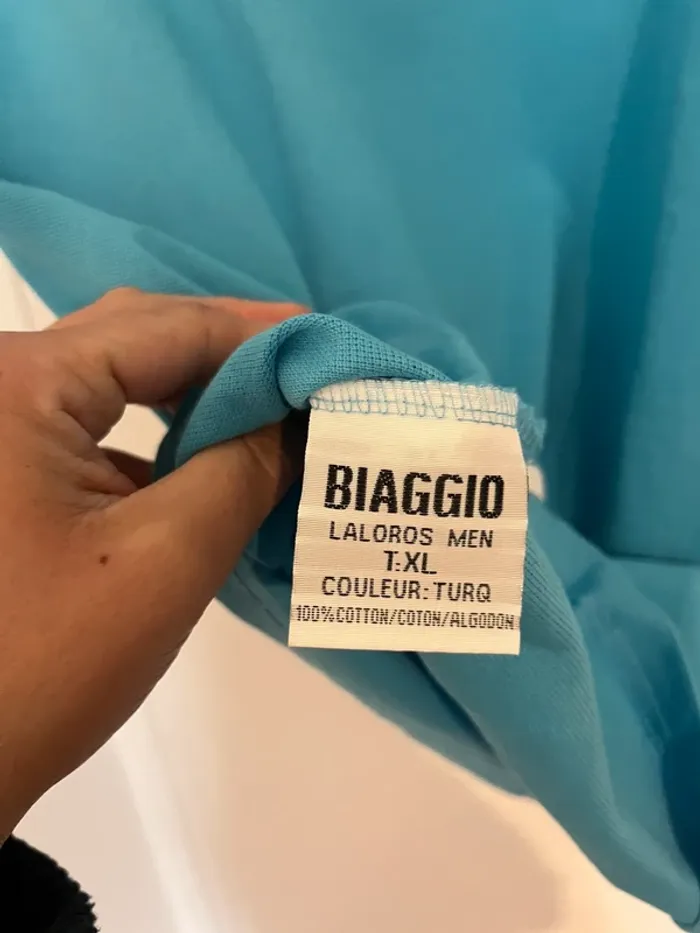 BIAGGIO
LALOROS MEN
T:XL
COULEUR:TURQ
100%COTTON/COTON/ALGODON